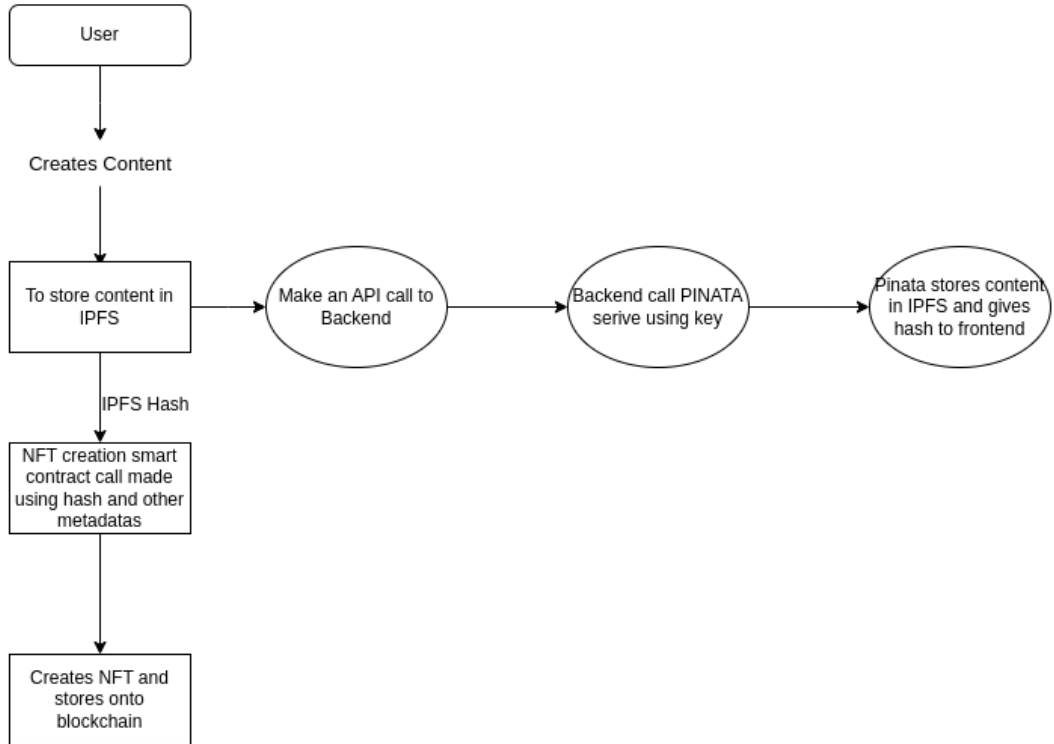 User
Creates Content
To store content in
IPFS
Make an API call to
Backend
Backend call PINATA
serive using key
Pinata stores content
in IPFS and gives
hash to frontend
IPFS Hash
NFT creation smart
contract call made
using hash and other
metadatas
Creates NFT and
stores onto
blockchain